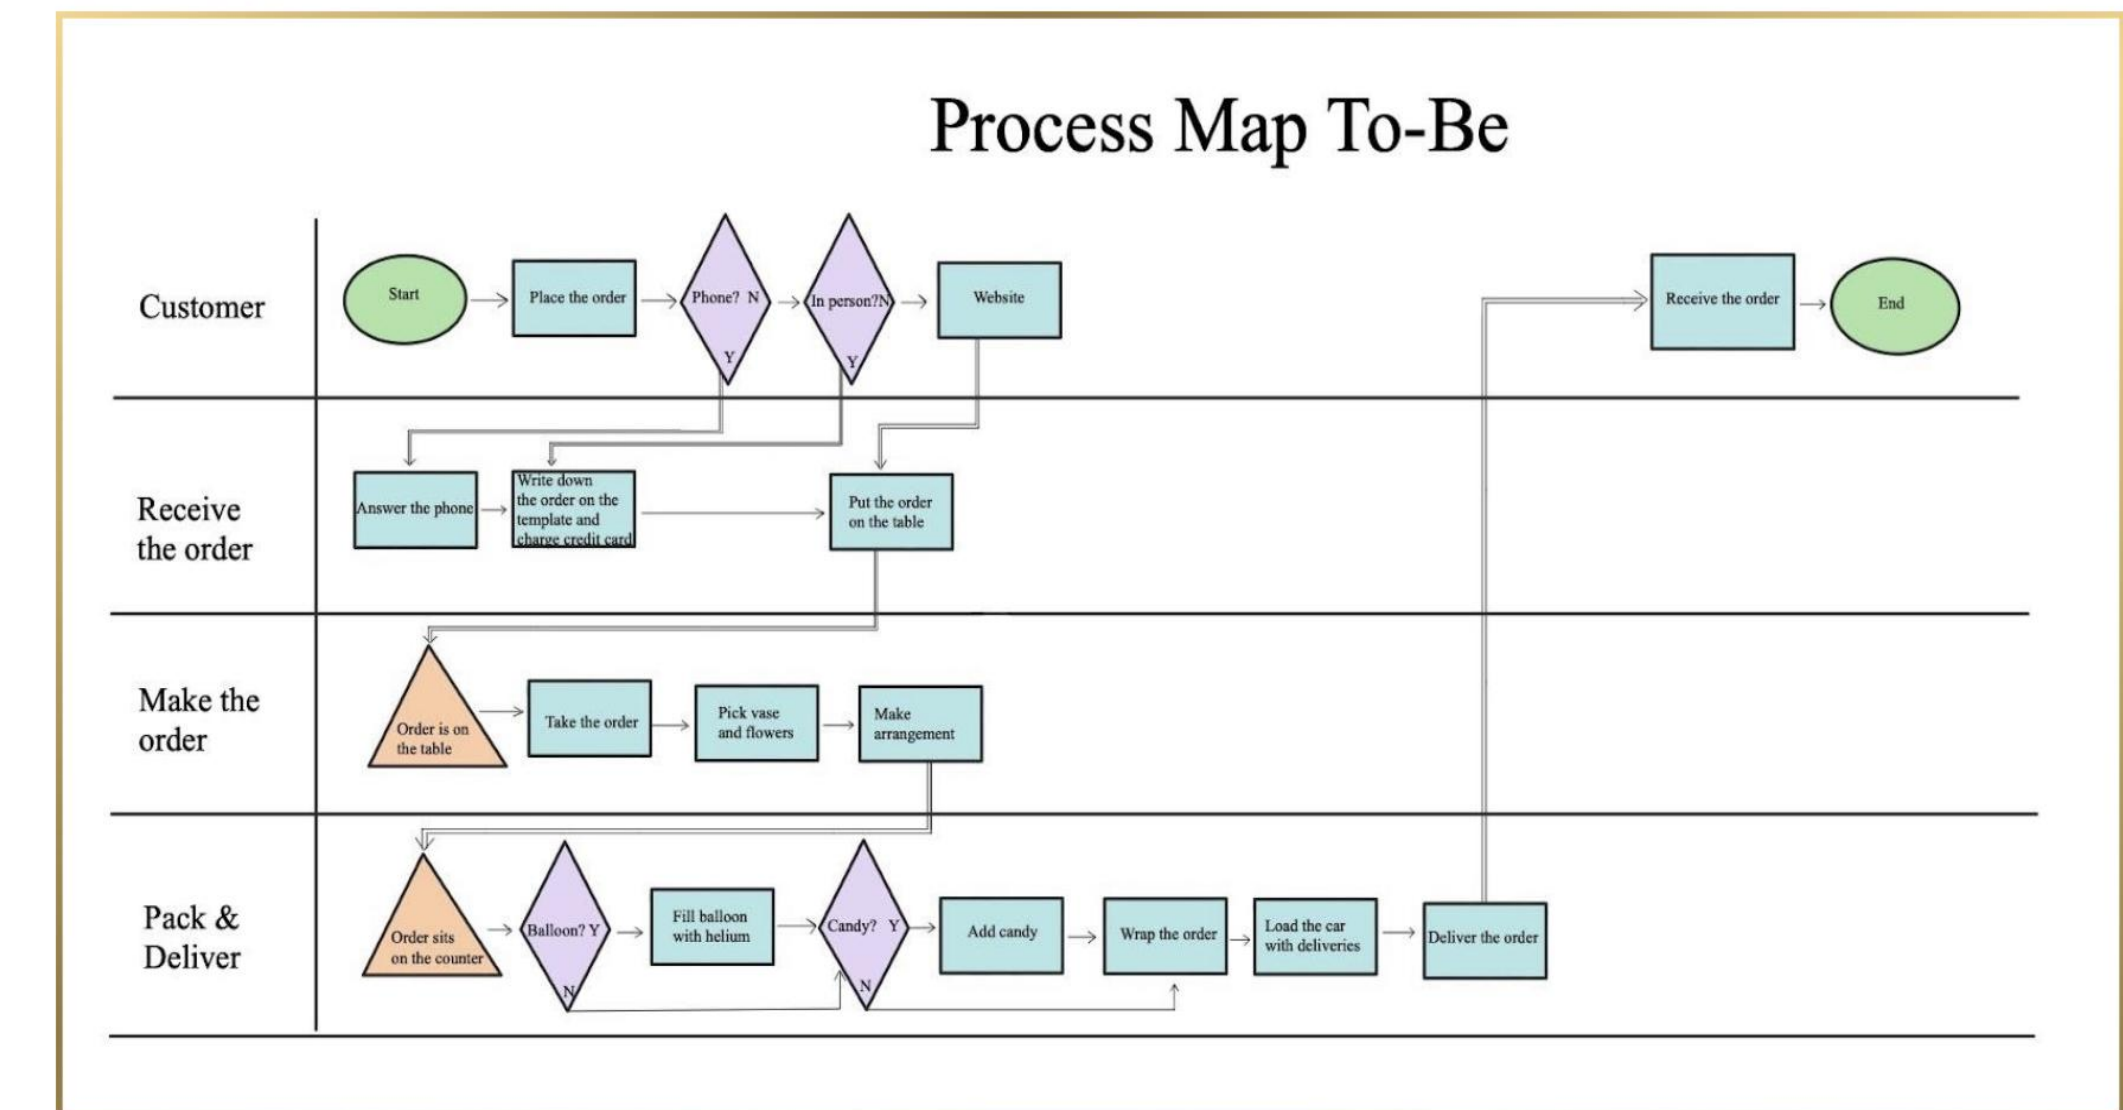 Process Map To-Be
Customer
Start
Place the order
Phone? N
Y
In person?N
Y
Website
Receive the order
End
Receive
the order
Answer the phone
Write down
the order on the
template and
charge credit card
Put the order
on the table
Make the
order
Order is on
the table
Take the order
Pick vase
and flowers
Make
arrangement
Pack &
Deliver
Order sits
on the counter
Balloon? Y
N
Fill balloon
with helium
Candy? Y
N
Add candy
Wrap the order
Load the car
with deliveries
Deliver the order